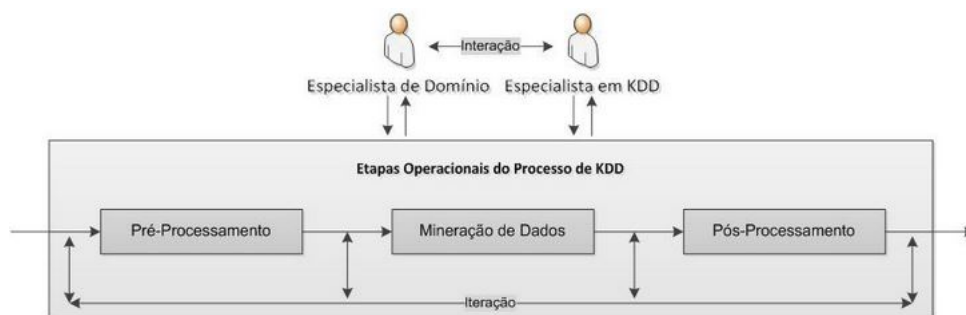 Interação
Especialista de Domínio
Especialista em KDD
Etapas Operacionais do Processo de KDD
Pré-Processamento
Mineração de Dados
Pós-Processamento
Iteração